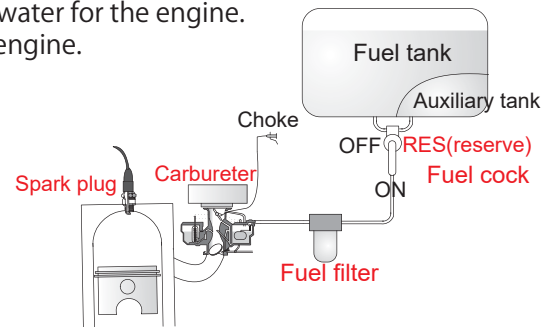 water for the engine.
engine.
Fuel tank
Auxiliary tank
Choke
OFF RES(reserve)
Carbureter
Fuel cock
Spark plug
ON
Fuel filter